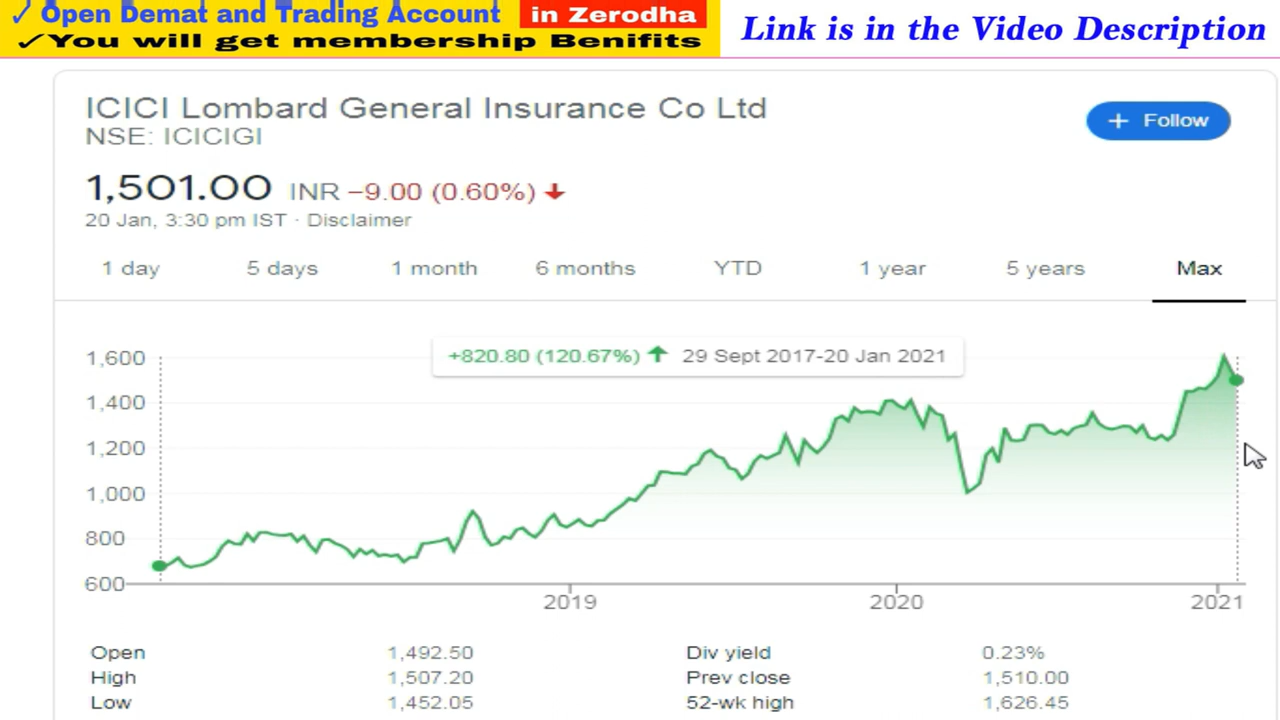 ✓ Open Demat and Trading Account in Zerodha
✓You will get membership Benifits
Link is in the Video Description
ICICI Lombard General Insurance Co Ltd
NSE: ICICIGI
+ Follow
1,501.00 INR −9.00 (0.60%) ↓
20 Jan, 3:30 pm IST · Disclaimer
1 day 5 days 1 month 6 months YTD 1 year 5 years Max
+820.80 (120.67%) ↑ 29 Sept 2017-20 Jan 2021
1,600
1,400
1,200
1,000
800
600
2019 2020 2021
Open 1,492.50 Div yield 0.23%
High 1,507.20 Prev close 1,510.00
Low 1,452.05 52-wk high 1,626.45